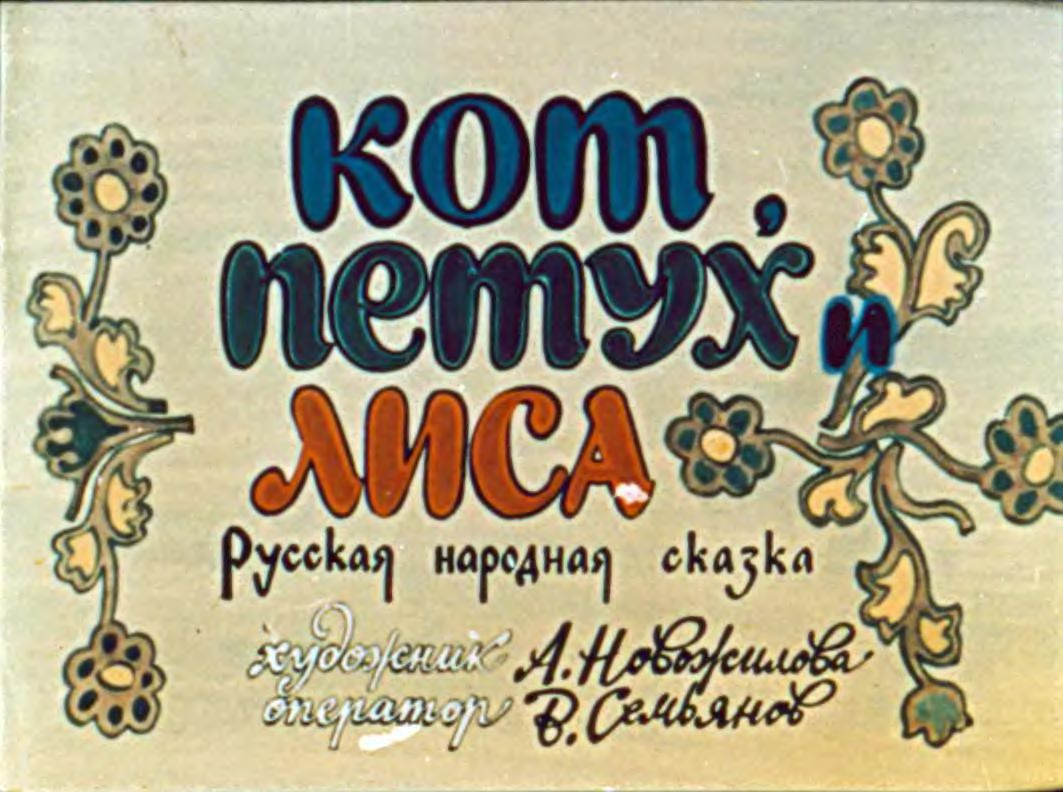 кот,
петух и
лиса
Русская народная сказка
художник А. Новожилова
оператор В. Семьянов